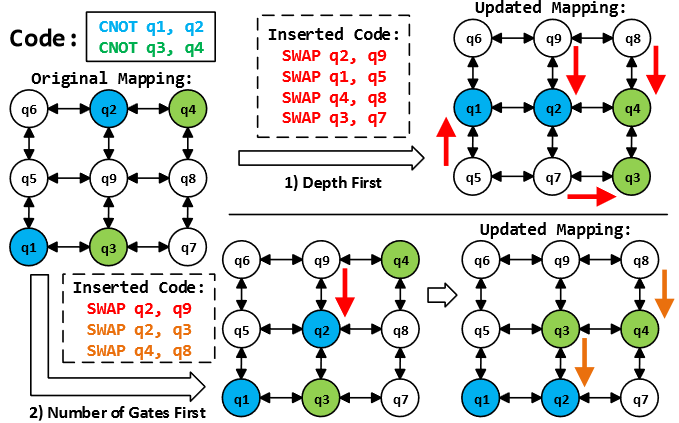 Code:
CNOT q1, q2
CNOT q3, q4
Original Mapping:
q6 q2 q4
q5 q9 q8
q1 q3 q7
Inserted Code:
SWAP q2, q9
SWAP q1, q5
SWAP q4, q8
SWAP q3, q7
1) Depth First
Updated Mapping:
q6 q9 q8
q1 q2 q4
q5 q7 q3
Inserted Code:
SWAP q2, q9
SWAP q2, q3
SWAP q4, q8
2) Number of Gates First
q6 q9 q4
q5 q2 q8
q1 q3 q7
Updated Mapping:
q6 q9 q8
q5 q3 q4
q1 q2 q7